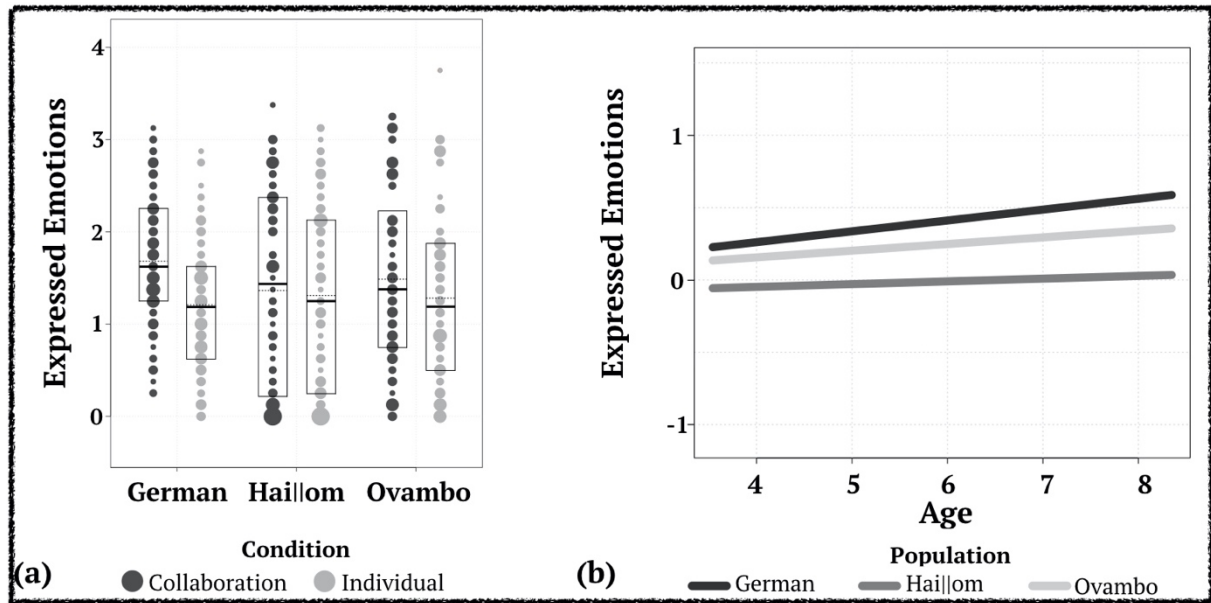 Expressed Emotions
4
3
2
1
0
German Hai||om Ovambo
Condition
(a) Collaboration Individual
Expressed Emotions
1
0
-1
4 5 6 7 8
Age
Population
(b) German Hai||om Ovambo